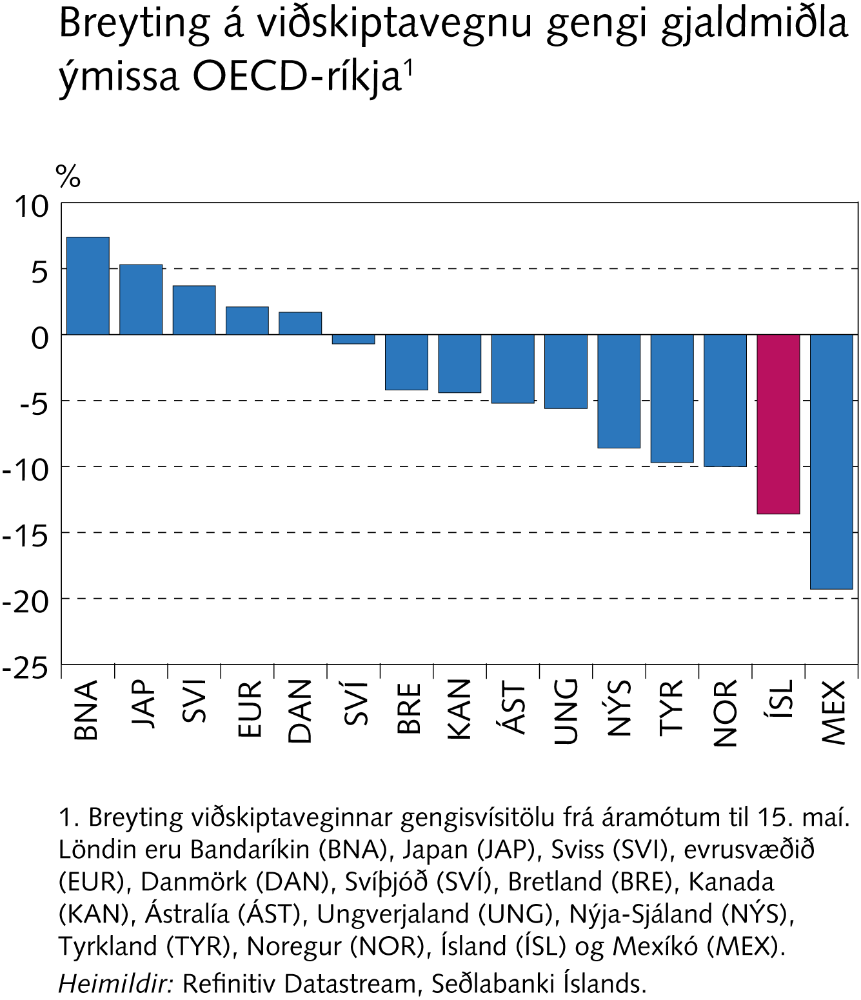 Breyting á viðskiptavegnu gengi gjaldmiðla
ýmissa OECD-ríkja¹
%
10
5
0
-5
-10
-15
-20
-25
BNA
JAP
SVI
EUR
DAN
SVÍ
BRE
KAN
ÁST
UNG
NÝS
TYR
NOR
ÍSL
MEX
1. Breyting viðskiptaveginnar gengisvísitölu frá áramótum til 15. maí.
Löndin eru Bandaríkin (BNA), Japan (JAP), Sviss (SVI), evrusvæðið
(EUR), Danmörk (DAN), Svíþjóð (SVÍ), Bretland (BRE), Kanada
(KAN), Ástralía (ÁST), Ungverjaland (UNG), Nýja-Sjáland (NÝS),
Tyrkland (TYR), Noregur (NOR), Ísland (ÍSL) og Mexíkó (MEX).
Heimildir: Refinitiv Datastream, Seðlabanki Íslands.